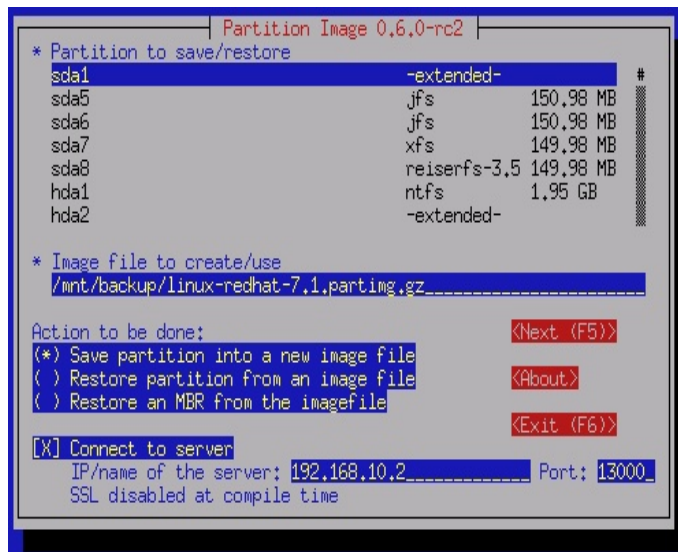 Partition Image 0.6.0-rc2
* Partition to save/restore
sda1 -extended- #
sda5 jfs 150.98 MB
sda6 jfs 150.98 MB
sda7 xfs 149.98 MB
sda8 reiserfs-3.5 149.98 MB
hda1 ntfs 1.95 GB
hda2 -extended-
* Image file to create/use
/mnt/backup/linux-redhat-7.1.partimg.gz
Action to be done: <Next (F5)>
(*) Save partition into a new image file
( ) Restore partition from an image file <About>
( ) Restore an MBR from the imagefile
<Exit (F6)>
[X] Connect to server
IP/name of the server: 192.168.10.2 Port: 13000
SSL disabled at compile time